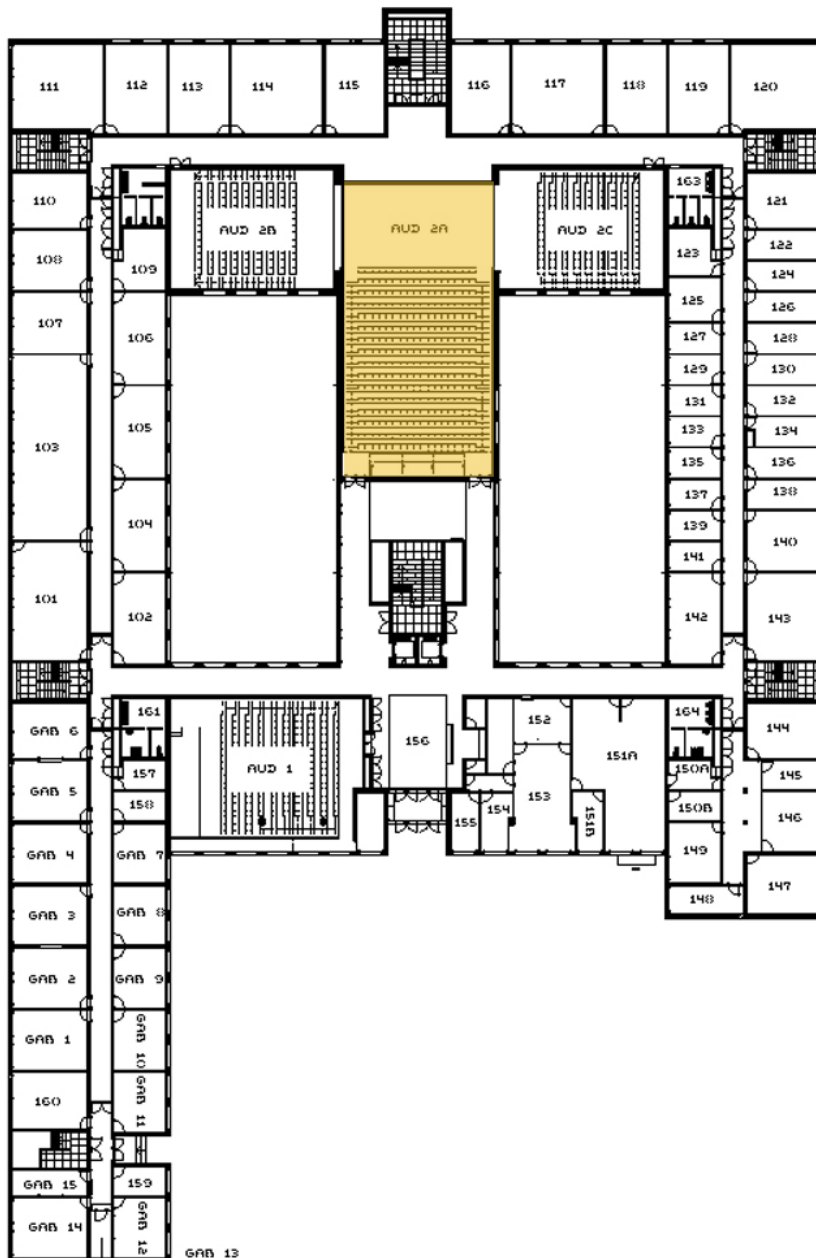 111 112 113 114 115 116 117 118 119 120
110 AUD 2B AUD 2A AUD 2C 163 121
108 109 123 122
124
107 106 125 126
127 128
103 129 130
105 131 132
133 134
135 136
104 137 138
139 140
101 102 141
142 143
GAB 6 161 156 152 164 144
GAB 5 157 AUD 1 151A 150A 145
158 155 154 153 151B 150B 146
GAB 4 GAB 7 149
147
GAB 3 GAB 8 148
GAB 2 GAB 9
GAB 1 GAB 10
160 GAB 11
GAB 15 159
GAB 14 GAB 12 GAB 13